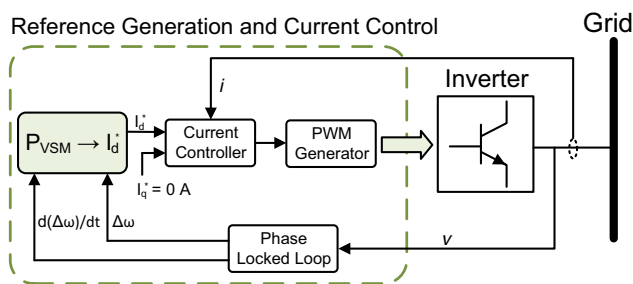 Reference Generation and Current Control
Grid
Inverter
i
P_VSM → I_d^*
I_d^*
Current
Controller
PWM
Generator
I_q^* = 0 A
d(Δω)/dt
Δω
Phase
Locked Loop
v